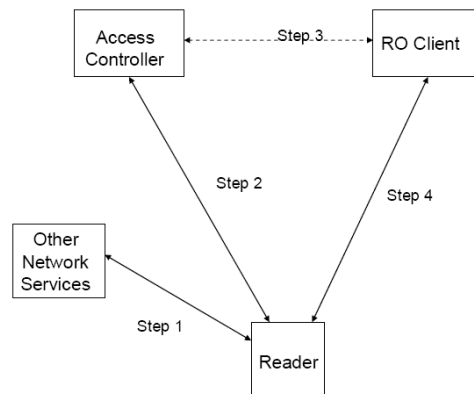 Access
Controller
Step 3
RO Client
Step 2
Step 4
Other
Network
Services
Step 1
Reader